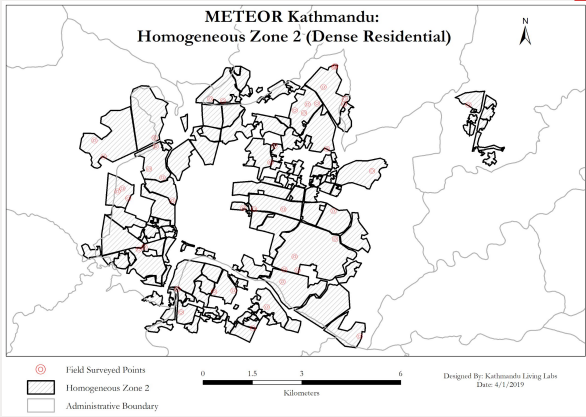 METEOR Kathmandu:
Homogeneous Zone 2 (Dense Residential)
N
Field Surveyed Points
Homogeneous Zone 2
Administrative Boundary
0 1.5 3 6
Kilometers
Designed By: Kathmandu Living Labs
Date: 4/1/2019